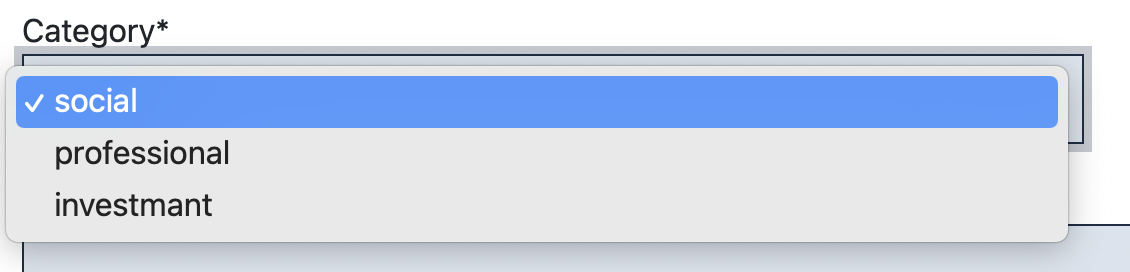 Category*
✓ social
professional
investmant